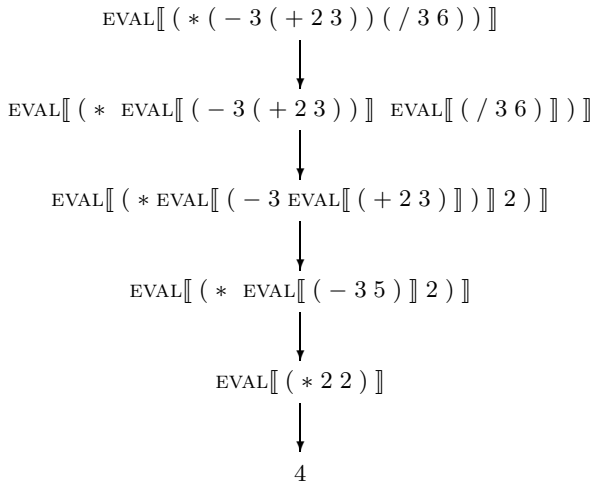 EVAL⟦ ( ∗ ( − 3 ( + 2 3 ) ) ( / 3 6 ) ) ⟧
EVAL⟦ ( ∗ EVAL⟦ ( − 3 ( + 2 3 ) ) ⟧ EVAL⟦ ( / 3 6 ) ⟧ ) ⟧
EVAL⟦ ( ∗ EVAL⟦ ( − 3 EVAL⟦ ( + 2 3 ) ⟧ ) ⟧ 2 ) ⟧
EVAL⟦ ( ∗ EVAL⟦ ( − 3 5 ) ⟧ 2 ) ⟧
EVAL⟦ ( ∗ 2 2 ) ⟧
4